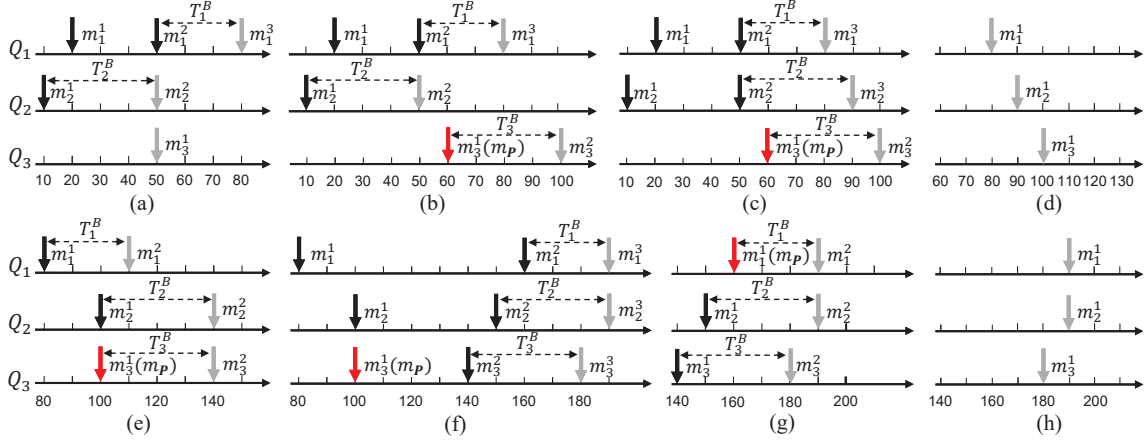 T_1^B T_1^B T_1^B
Q_1 m_1^1 m_1^2 m_1^3 m_1^1 m_1^2 m_1^3 m_1^1 m_1^2 m_1^3 m_1^1
T_2^B T_2^B T_2^B
Q_2 m_2^1 m_2^2 m_2^1 m_2^2 m_2^1 m_2^2 m_2^3 m_2^1
T_3^B T_3^B
Q_3 m_3^1 m_3^1(m_P) m_3^2 m_3^1(m_P) m_3^2 m_3^1
10 20 30 40 50 60 70 80 10 20 30 40 50 60 70 80 90 100 10 20 30 40 50 60 70 80 90 100 60 70 80 90 100 110 120 130
(a) (b) (c) (d)
T_1^B T_1^B T_1^B
Q_1 m_1^1 m_1^2 m_1^1 m_1^2 m_1^3 m_1^1(m_P) m_1^2 m_1^1
T_2^B T_2^B T_2^B
Q_2 m_2^1 m_2^2 m_2^1 m_2^2 m_2^3 m_2^1 m_2^2 m_2^1
T_3^B T_3^B T_3^B
Q_3 m_3^1(m_P) m_3^2 m_3^1(m_P) m_3^2 m_3^3 m_3^1 m_3^2 m_3^1
80 100 120 140 80 100 120 140 160 180 140 160 180 200 140 160 180 200
(e) (f) (g) (h)